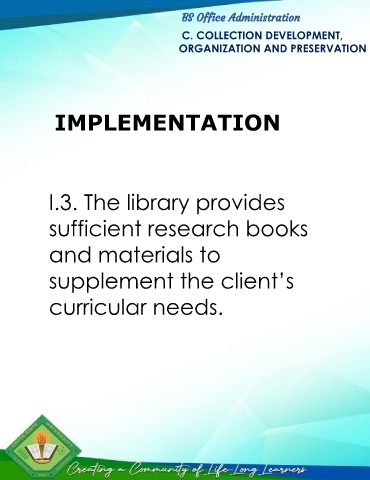 BS Office Administration
C. COLLECTION DEVELOPMENT,
ORGANIZATION AND PRESERVATION
IMPLEMENTATION
I.3. The library provides
sufficient research books
and materials to
supplement the client’s
curricular needs.
Creating a Community of Life-Long Learners